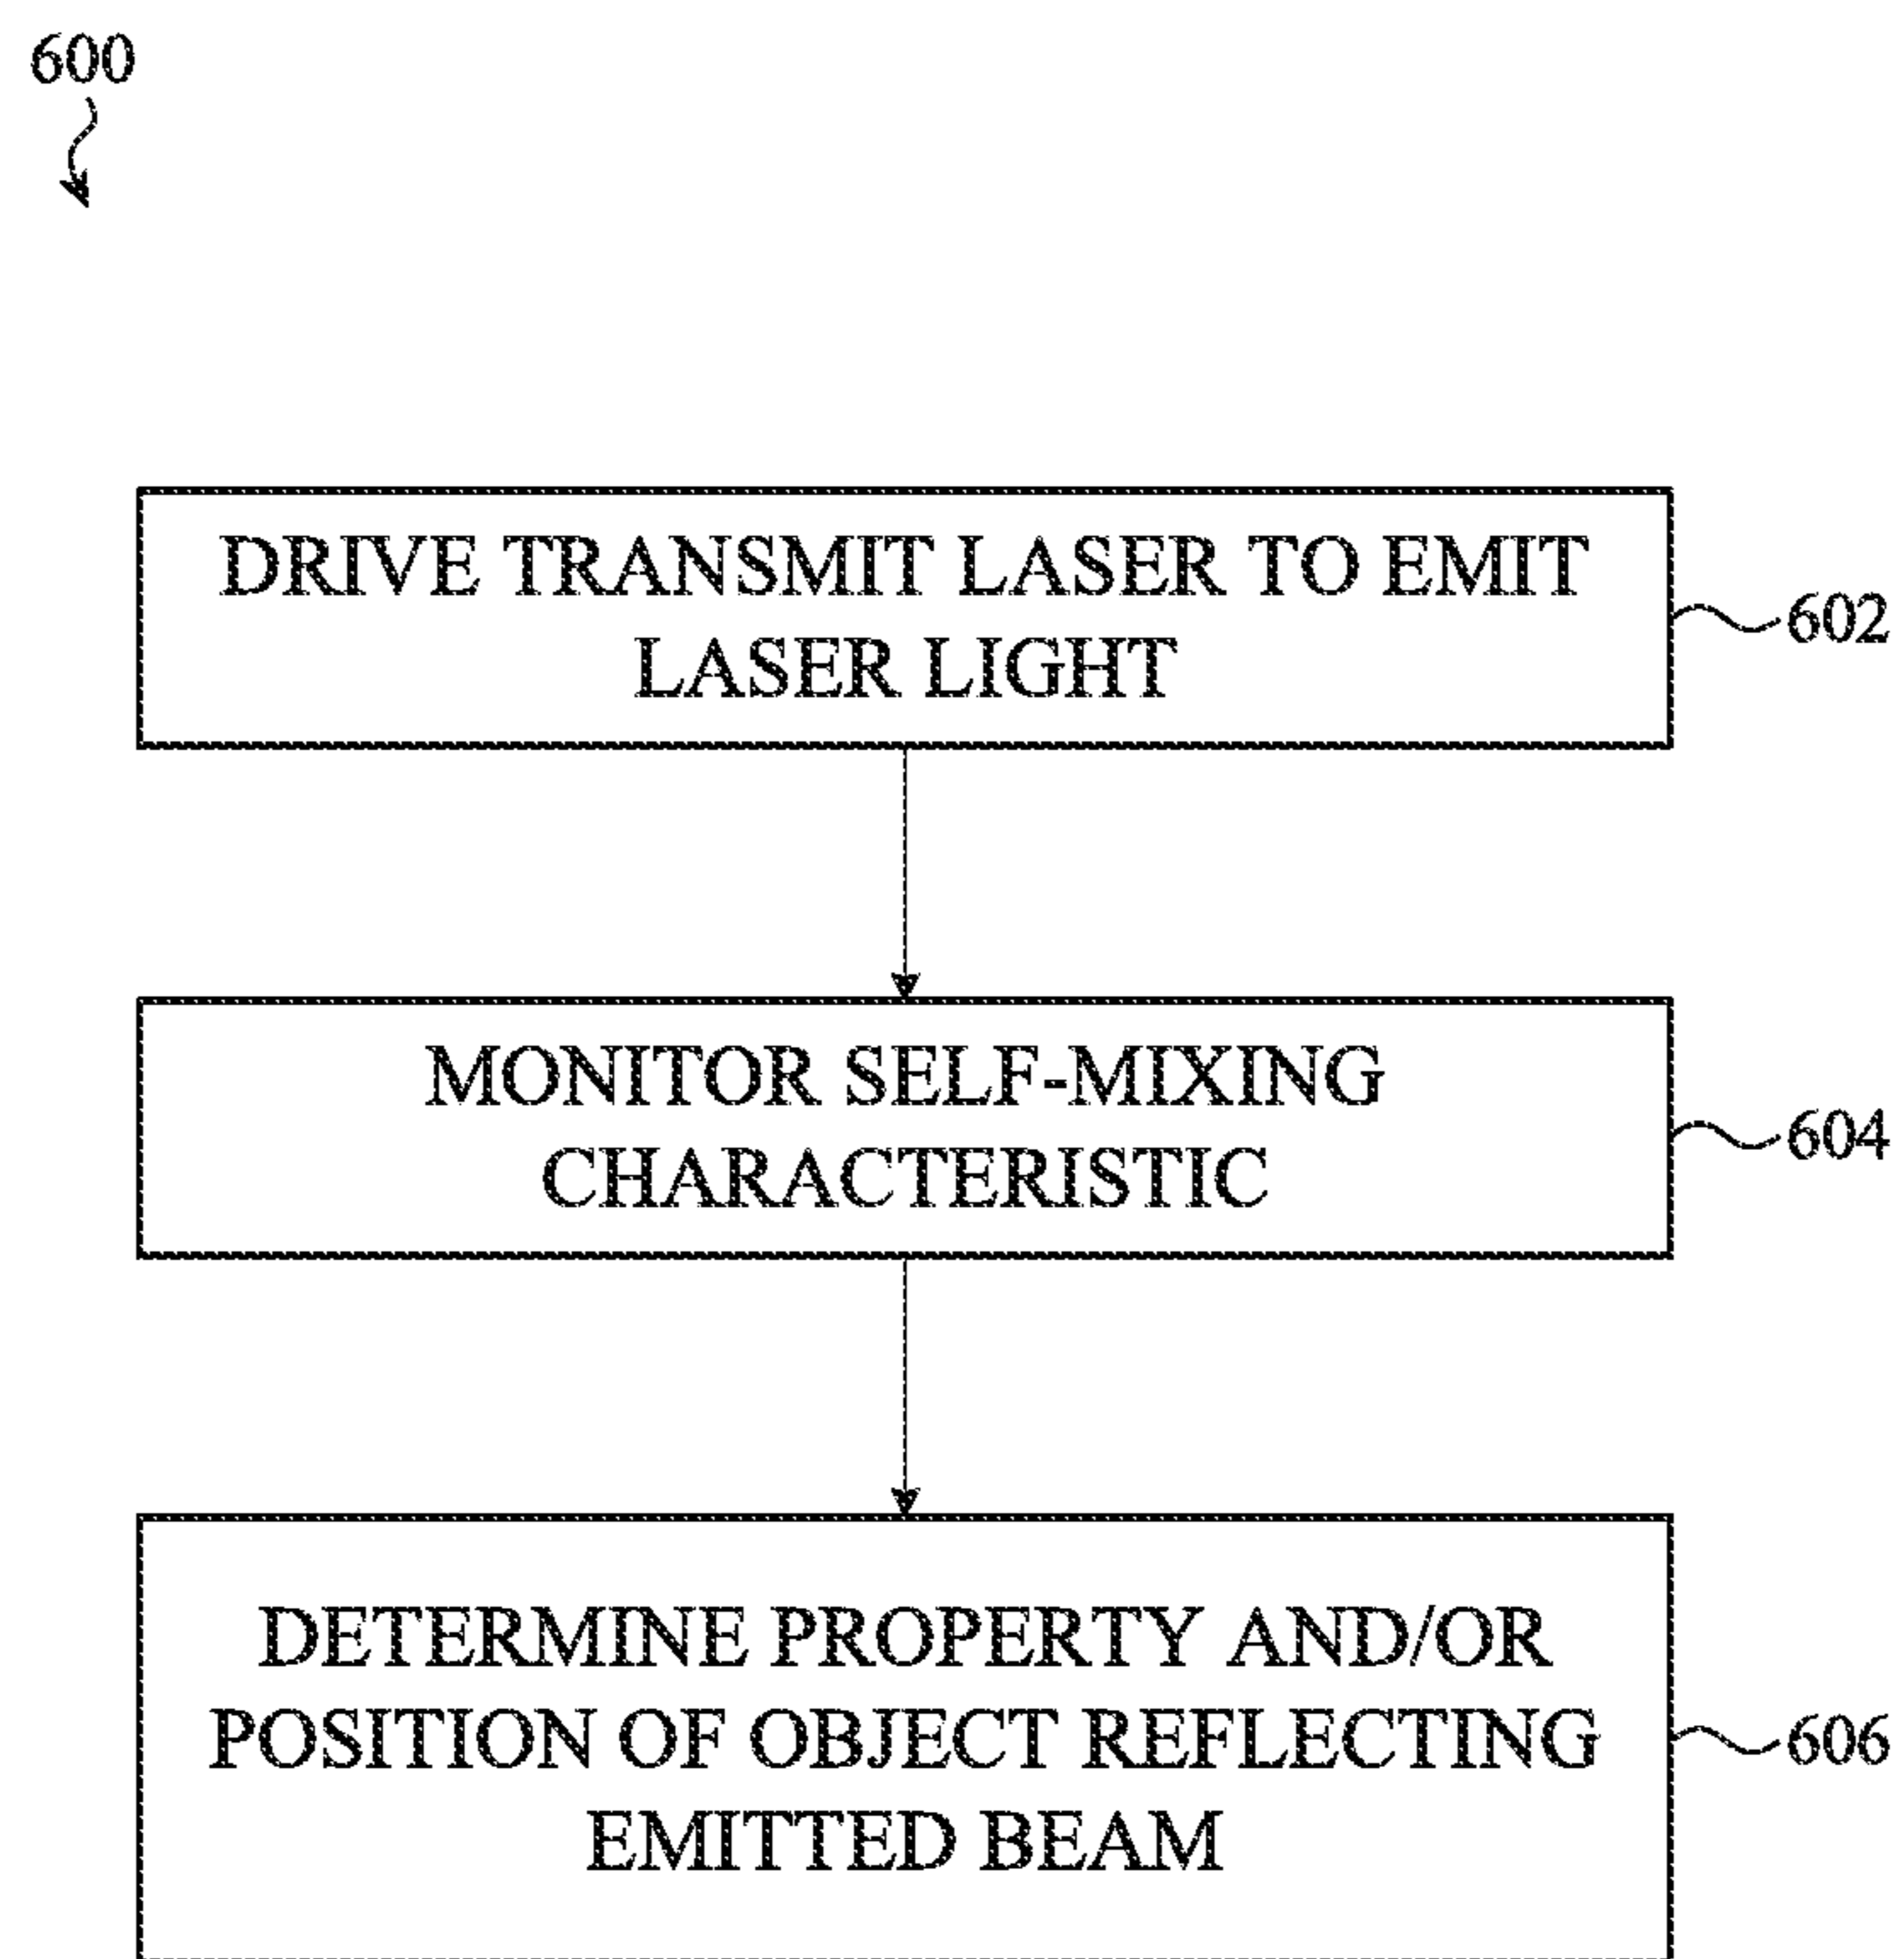 600
DRIVE TRANSMIT LASER TO EMIT
LASER LIGHT
602
MONITOR SELF-MIXING
CHARACTERISTIC
604
DETERMINE PROPERTY AND/OR
POSITION OF OBJECT REFLECTING
EMITTED BEAM
606